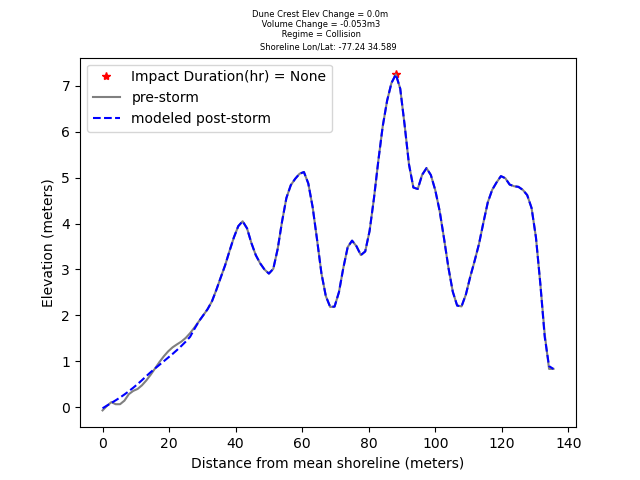 Dune Crest Elev Change = 0.0m
Volume Change = -0.053m3
Regime = Collision
Shoreline Lon/Lat: -77.24 34.589
Impact Duration(hr) = None
pre-storm
modeled post-storm
Elevation (meters)
7
6
5
4
3
2
1
0
0 20 40 60 80 100 120 140
Distance from mean shoreline (meters)